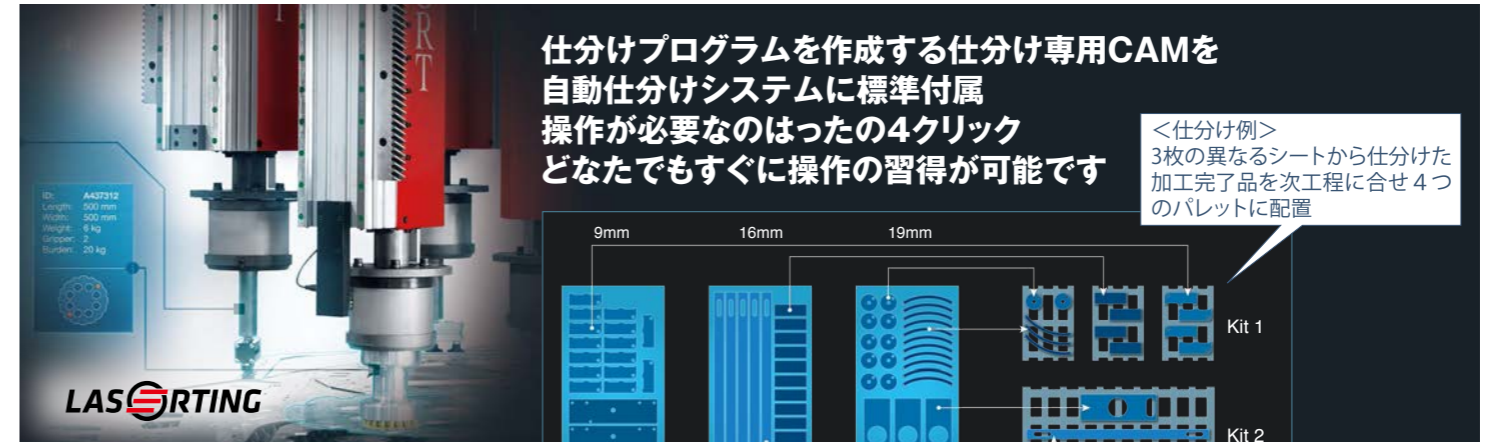 仕分けプログラムを作成する仕分け専用CAMを
自動仕分けシステムに標準付属
操作が必要なのはったの4クリック
どなたでもすぐに操作の習得が可能です
＜仕分け例＞
3枚の異なるシートから仕分けた
加工完了品を次工程に合せ４つ
のパレットに配置
9mm
16mm
19mm
Kit 1
Kit 2
ID: A437312
Length: 500 mm
Width: 500 mm
Weight: 6 kg
Gripper: 2
Burden: 20 kg
LASORTING